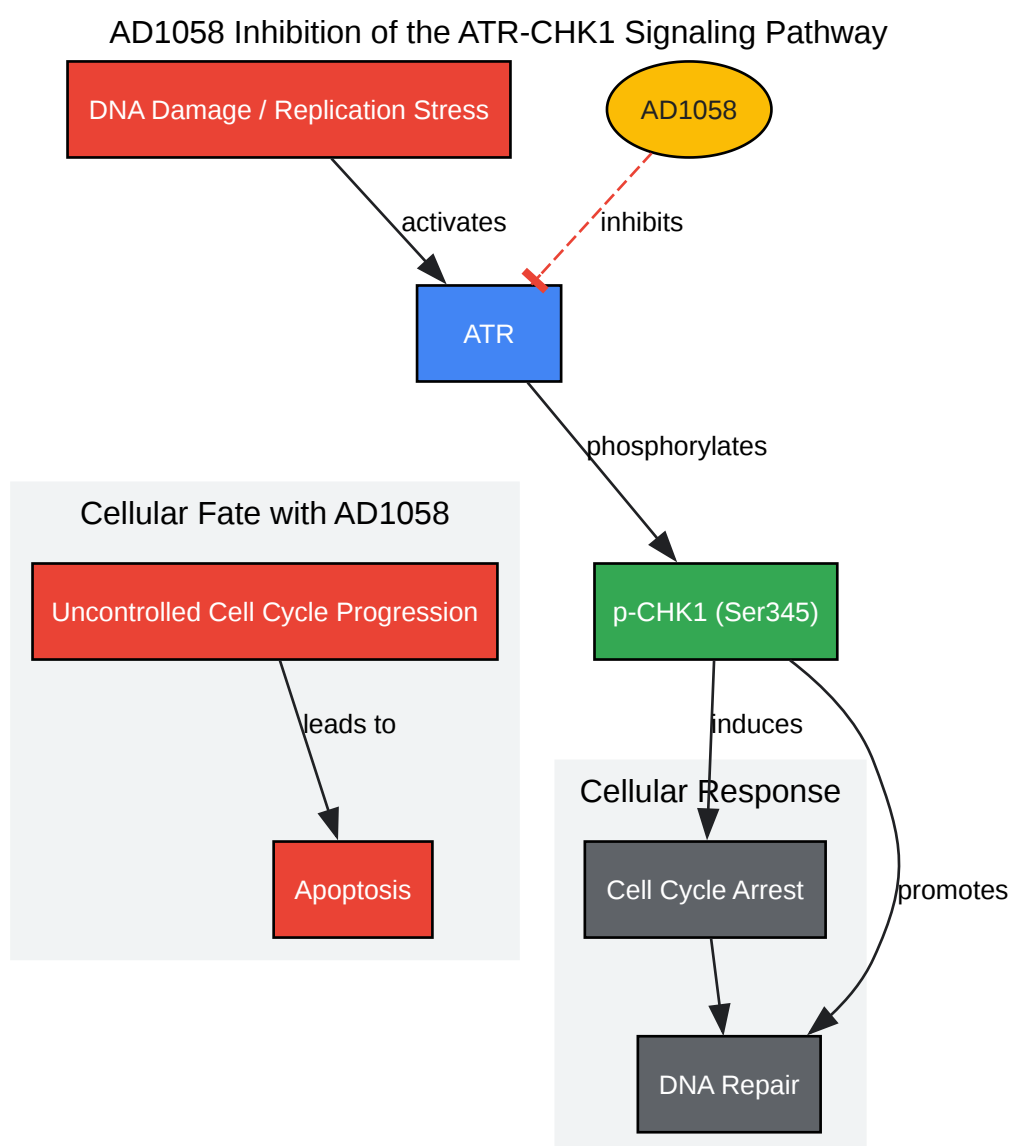 AD1058 Inhibition of the ATR-CHK1 Signaling Pathway
DNA Damage / Replication Stress
AD1058
activates
inhibits
ATR
phosphorylates
Cellular Fate with AD1058
Uncontrolled Cell Cycle Progression
p-CHK1 (Ser345)
leads to
induces
Cellular Response
Apoptosis
Cell Cycle Arrest
promotes
DNA Repair